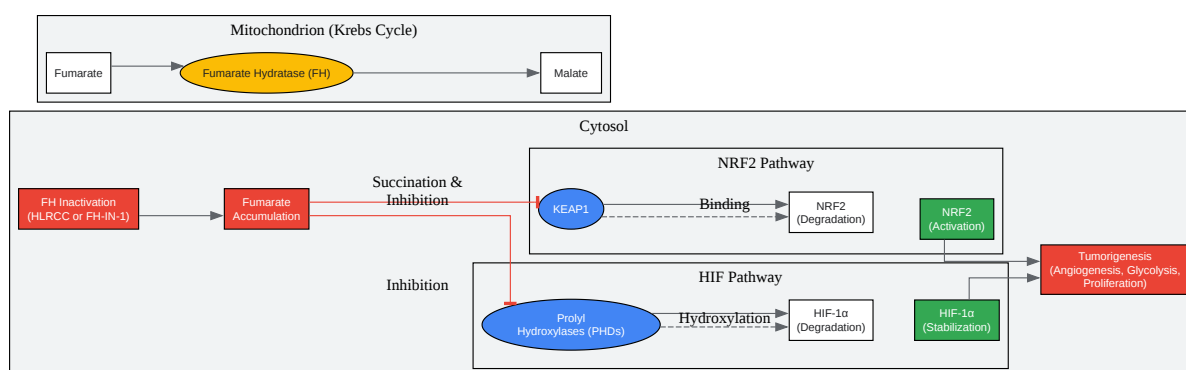 Mitochondrion (Krebs Cycle)
Fumarate
Fumarate Hydratase (FH)
Malate
Cytosol
FH Inactivation
(HLRCC or FH-IN-1)
Fumarate
Accumulation
Succination &
Inhibition
NRF2 Pathway
KEAP1
Binding
NRF2
(Degradation)
NRF2
(Activation)
Inhibition
HIF Pathway
Prolyl
Hydroxylases (PHDs)
Hydroxylation
HIF-1α
(Degradation)
HIF-1α
(Stabilization)
Tumorigenesis
(Angiogenesis, Glycolysis,
Proliferation)